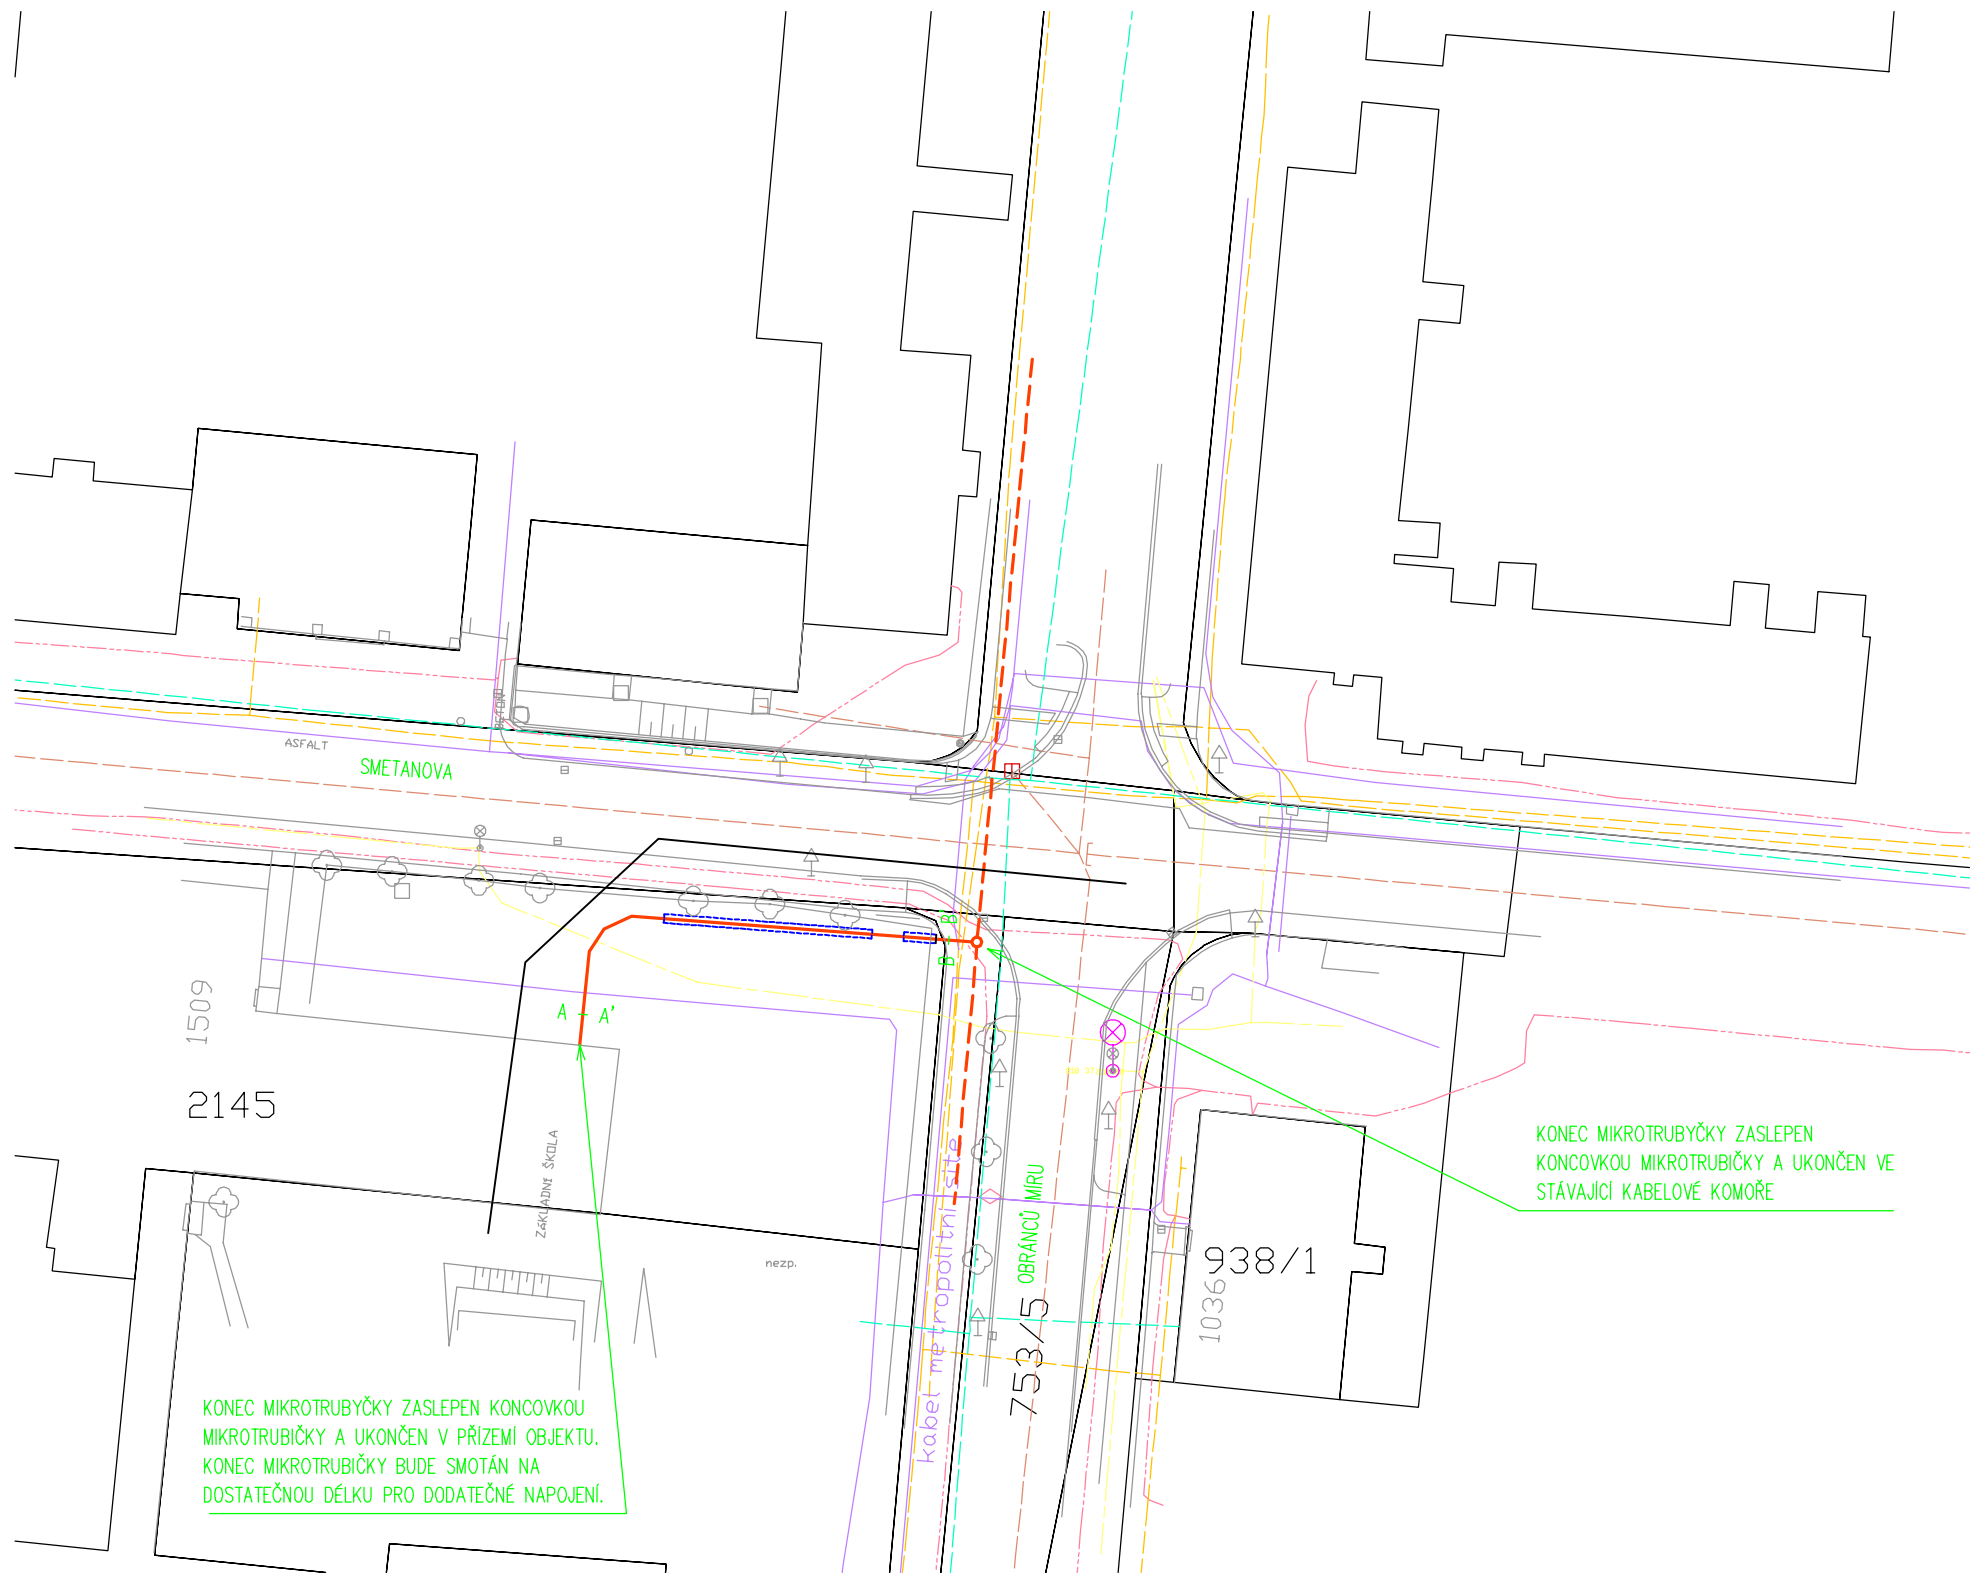 BETON
ASFALT
SMETANOVA
B - B'
A - A'
1509
2145
ZÁKLADNÍ ŠKOLA
nezp.
kabel metropolitní sítě
OBRÁNCŮ MÍRU
753/5
938/1
1036
KONEC MIKROTRUBYČKY ZASLEPEN
KONCOVKOU MIKROTRUBIČKY A UKONČEN VE
STÁVAJÍCÍ KABELOVÉ KOMOŘE
KONEC MIKROTRUBYČKY ZASLEPEN KONCOVKOU
MIKROTRUBIČKY A UKONČEN V PŘÍZEMÍ OBJEKTU.
KONEC MIKROTRUBIČKY BUDE SMOTÁN NA
DOSTATEČNOU DÉLKU PRO DODATEČNÉ NAPOJENÍ.